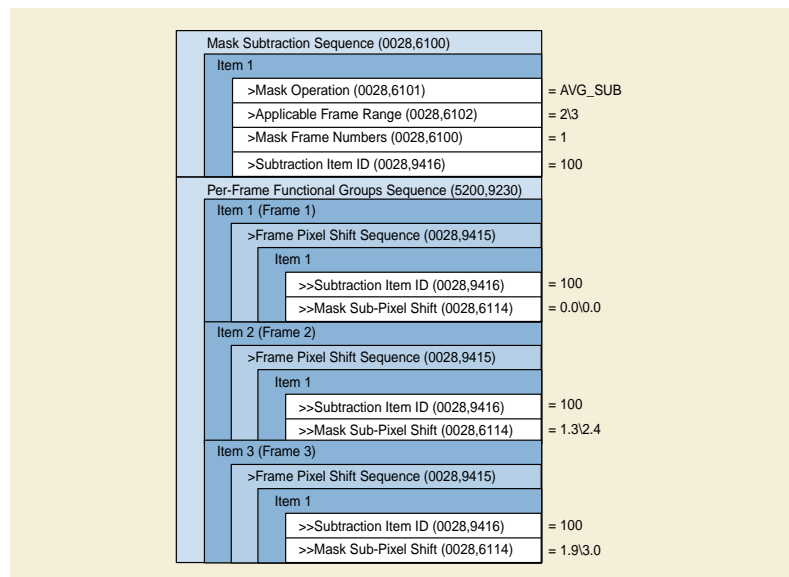 Mask Subtraction Sequence (0028,6100)
Item 1
>Mask Operation (0028,6101) = AVG_SUB
>Applicable Frame Range (0028,6102) = 2\3
>Mask Frame Numbers (0028,6100) = 1
>Subtraction Item ID (0028,9416) = 100
Per-Frame Functional Groups Sequence (5200,9230)
Item 1 (Frame 1)
>Frame Pixel Shift Sequence (0028,9415)
Item 1
>>Subtraction Item ID (0028,9416) = 100
>>Mask Sub-Pixel Shift (0028,6114) = 0.0\0.0
Item 2 (Frame 2)
>Frame Pixel Shift Sequence (0028,9415)
Item 1
>>Subtraction Item ID (0028,9416) = 100
>>Mask Sub-Pixel Shift (0028,6114) = 1.3\2.4
Item 3 (Frame 3)
>Frame Pixel Shift Sequence (0028,9415)
Item 1
>>Subtraction Item ID (0028,9416) = 100
>>Mask Sub-Pixel Shift (0028,6114) = 1.9\3.0